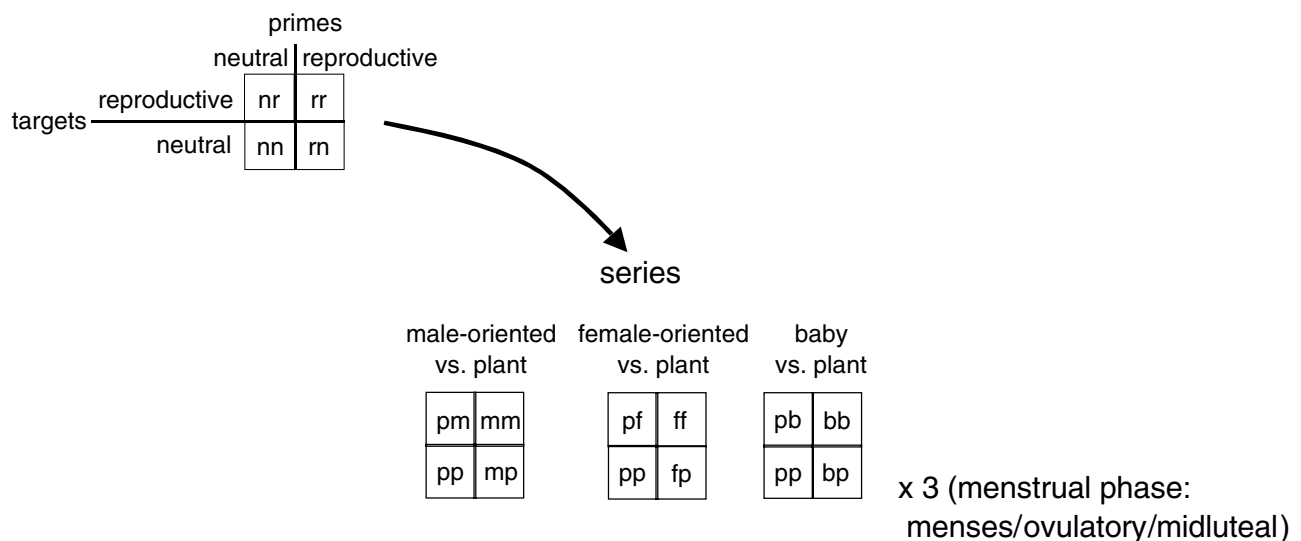 primes
neutral reproductive
reproductive nr rr
targets
neutral nn rn
series
male-oriented female-oriented baby
vs. plant vs. plant vs. plant
pm mm pf ff pb bb
pp mp pp fp pp bp
x 3 (menstrual phase:
menses/ovulatory/midluteal)